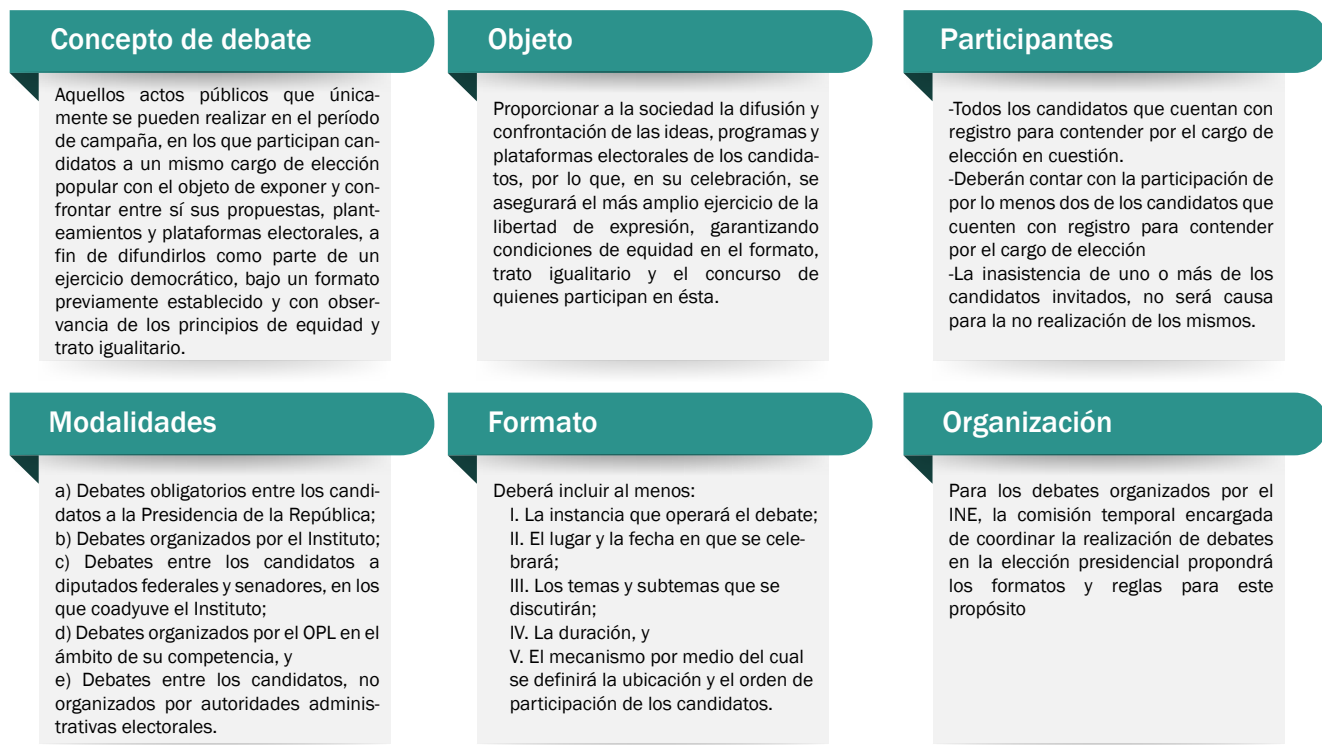 Concepto de debate
Aquellos actos públicos que única-
mente se pueden realizar en el período
de campaña, en los que participan can-
didatos a un mismo cargo de elección
popular con el objeto de exponer y con-
frontar entre sí sus propuestas, plant-
eamientos y plataformas electorales, a
fin de difundirlos como parte de un
ejercicio democrático, bajo un formato
previamente establecido y con obser-
vancia de los principios de equidad y
trato igualitario.
Objeto
Proporcionar a la sociedad la difusión y
confrontación de las ideas, programas y
plataformas electorales de los candida-
tos, por lo que, en su celebración, se
asegurará el más amplio ejercicio de la
libertad de expresión, garantizando
condiciones de equidad en el formato,
trato igualitario y el concurso de
quienes participan en ésta.
Participantes
-Todos los candidatos que cuentan con
registro para contender por el cargo de
elección en cuestión.
-Deberán contar con la participación de
por lo menos dos de los candidatos que
cuenten con registro para contender
por el cargo de elección
-La inasistencia de uno o más de los
candidatos invitados, no será causa
para la no realización de los mismos.
Modalidades
a) Debates obligatorios entre los candi-
datos a la Presidencia de la República;
b) Debates organizados por el Instituto;
c) Debates entre los candidatos a
diputados federales y senadores, en los
que coadyuve el Instituto;
d) Debates organizados por el OPL en el
ámbito de su competencia, y
e) Debates entre los candidatos, no
organizados por autoridades adminis-
trativas electorales.
Formato
Deberá incluir al menos:
I. La instancia que operará el debate;
II. El lugar y la fecha en que se cele-
brará;
III. Los temas y subtemas que se
discutirán;
IV. La duración, y
V. El mecanismo por medio del cual
se definirá la ubicación y el orden de
participación de los candidatos.
Organización
Para los debates organizados por el
INE, la comisión temporal encargada
de coordinar la realización de debates
en la elección presidencial propondrá
los formatos y reglas para este
propósito